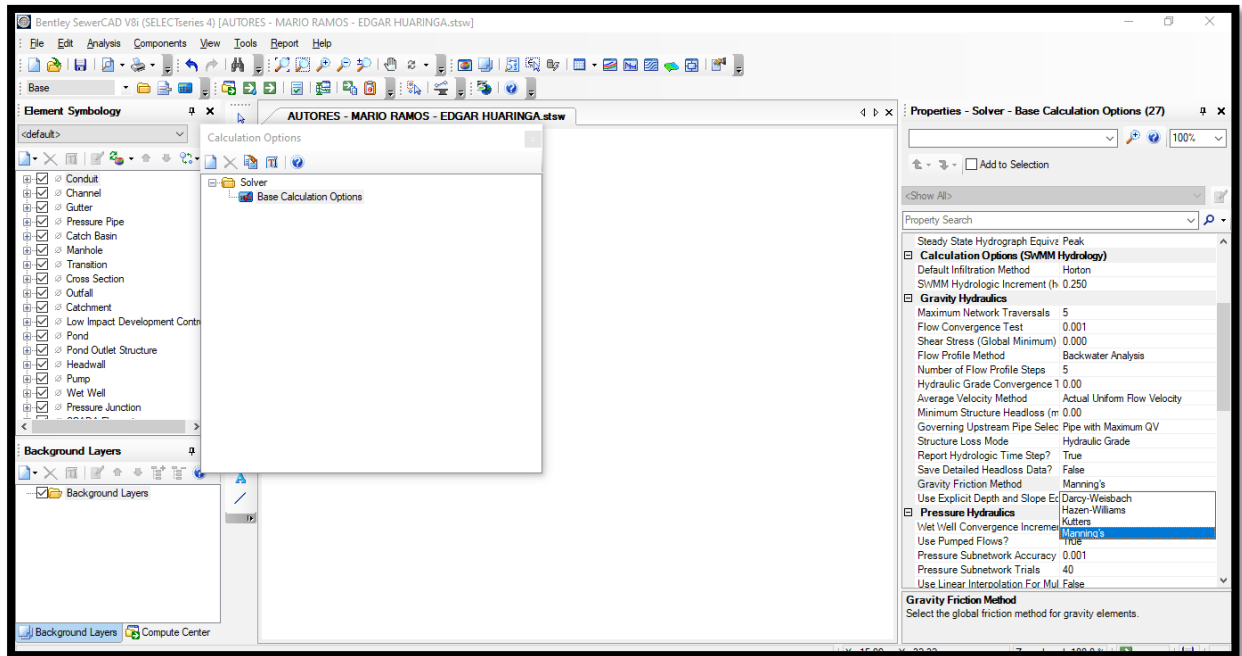 Bentley SewerCAD V8i (SELECTseries 4) [AUTORES - MARIO RAMOS - EDGAR HUARINGA.stsw]
File Edit Analysis Components View Tools Report Help
Base
Element Symbology
<default>
Conduit
Channel
Gutter
Pressure Pipe
Catch Basin
Manhole
Transition
Cross Section
Outfall
Catchment
Low Impact Development Contr
Pond
Pond Outlet Structure
Headwall
Pump
Wet Well
Pressure Junction
Background Layers
Background Layers
Background Layers Compute Center
AUTORES - MARIO RAMOS - EDGAR HUARINGA.stsw
Calculation Options
Solver
Base Calculation Options
Properties - Solver - Base Calculation Options (27)
100%
Add to Selection
<Show All>
Property Search
Steady State Hydrograph Equiva Peak
Calculation Options (SWMM Hydrology)
Default Infiltration Method Horton
SWMM Hydrologic Increment (h 0.250
Gravity Hydraulics
Maximum Network Traversals 5
Flow Convergence Test 0.001
Shear Stress (Global Minimum) 0.000
Flow Profile Method Backwater Analysis
Number of Flow Profile Steps 5
Hydraulic Grade Convergence T 0.00
Average Velocity Method Actual Uniform Flow Velocity
Minimum Structure Headloss (m 0.00
Governing Upstream Pipe Selec Pipe with Maximum QV
Structure Loss Mode Hydraulic Grade
Report Hydrologic Time Step? True
Save Detailed Headloss Data? False
Gravity Friction Method Manning's
Use Explicit Depth and Slope Ec Darcy-Weisbach
Pressure Hydraulics Hazen-Williams
Kutters
Wet Well Convergence Increme Manning's
Use Pumped Flows? True
Pressure Subnetwork Accuracy 0.001
Pressure Subnetwork Trials 40
Use Linear Interpolation For Mul False
Gravity Friction Method
Select the global friction method for gravity elements.